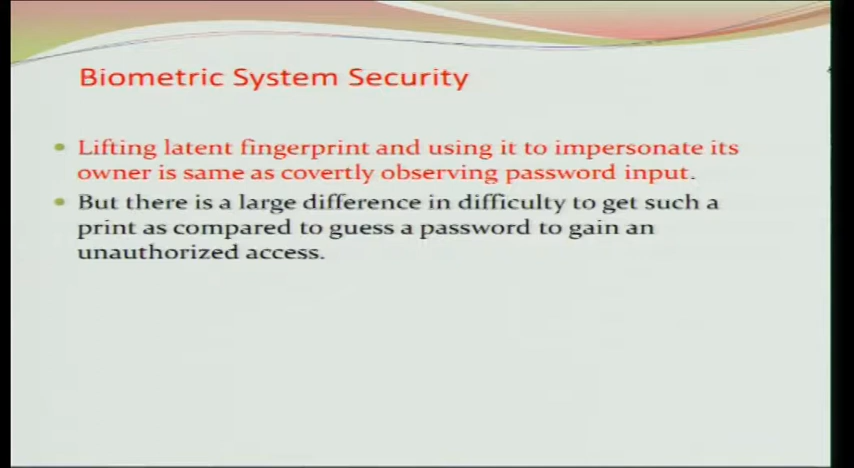 Biometric System Security
Lifting latent fingerprint and using it to impersonate its
owner is same as covertly observing password input.
But there is a large difference in difficulty to get such a
print as compared to guess a password to gain an
unauthorized access.